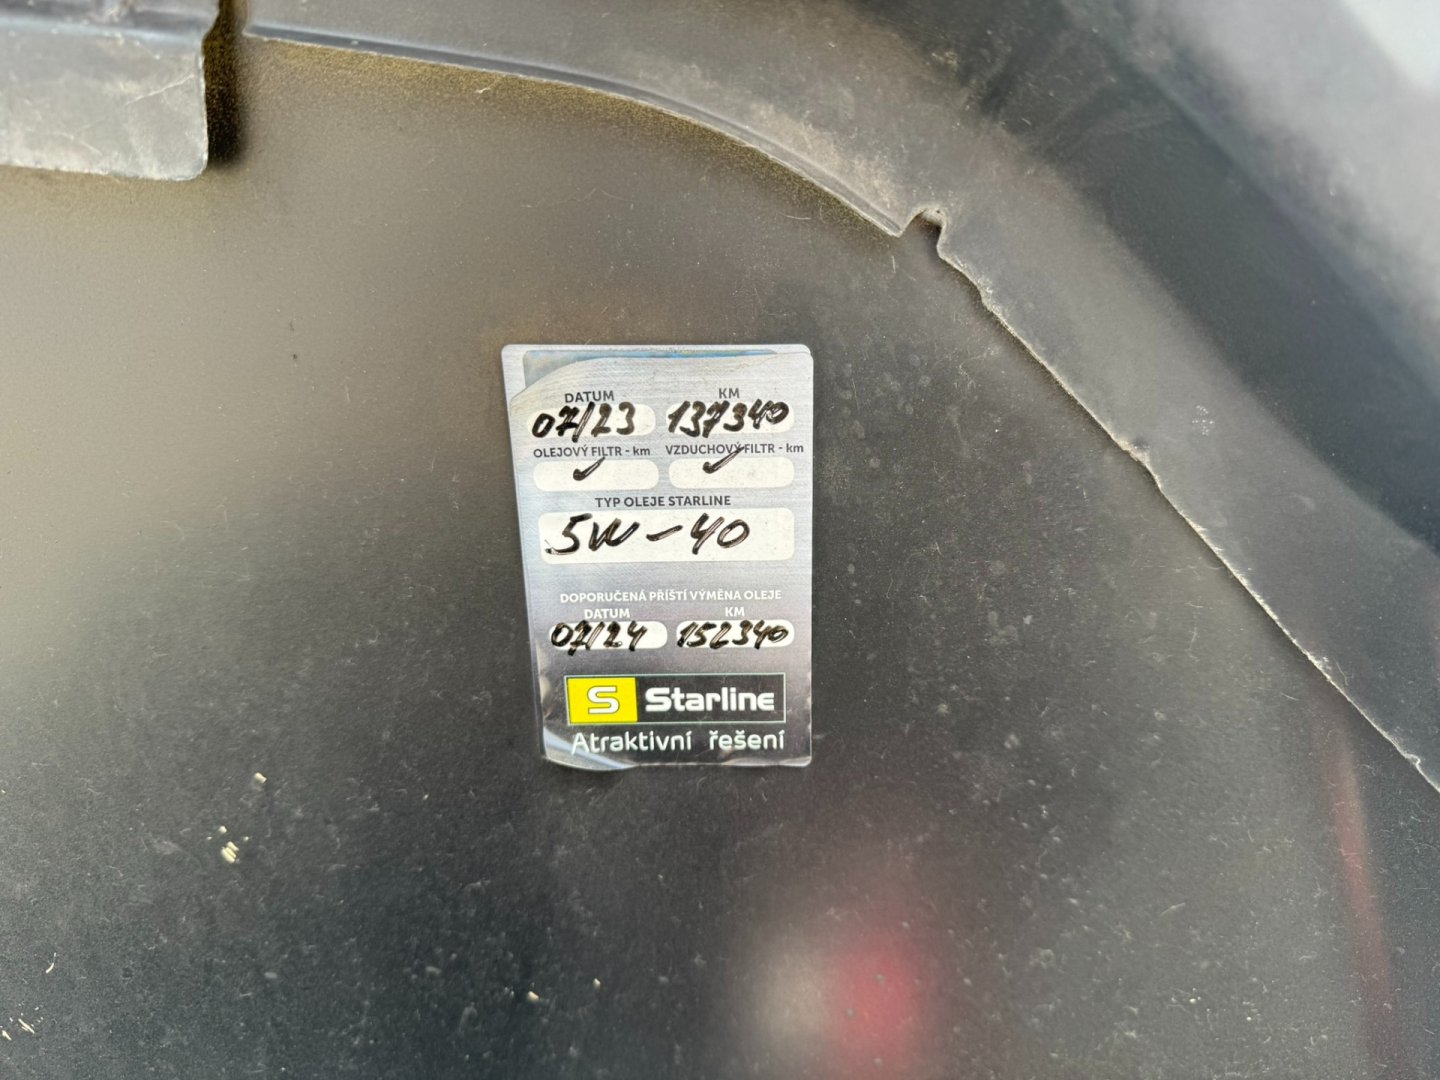 DATUM KM
07/23 137340
OLEJOVÝ FILTR - km VZDUCHOVÝ FILTR - km
✓ ✓
TYP OLEJE STARLINE
5W-40
DOPORUČENÁ PŘÍŠTÍ VÝMĚNA OLEJE
DATUM KM
07/24 152340
S Starline
Atraktivní řešení